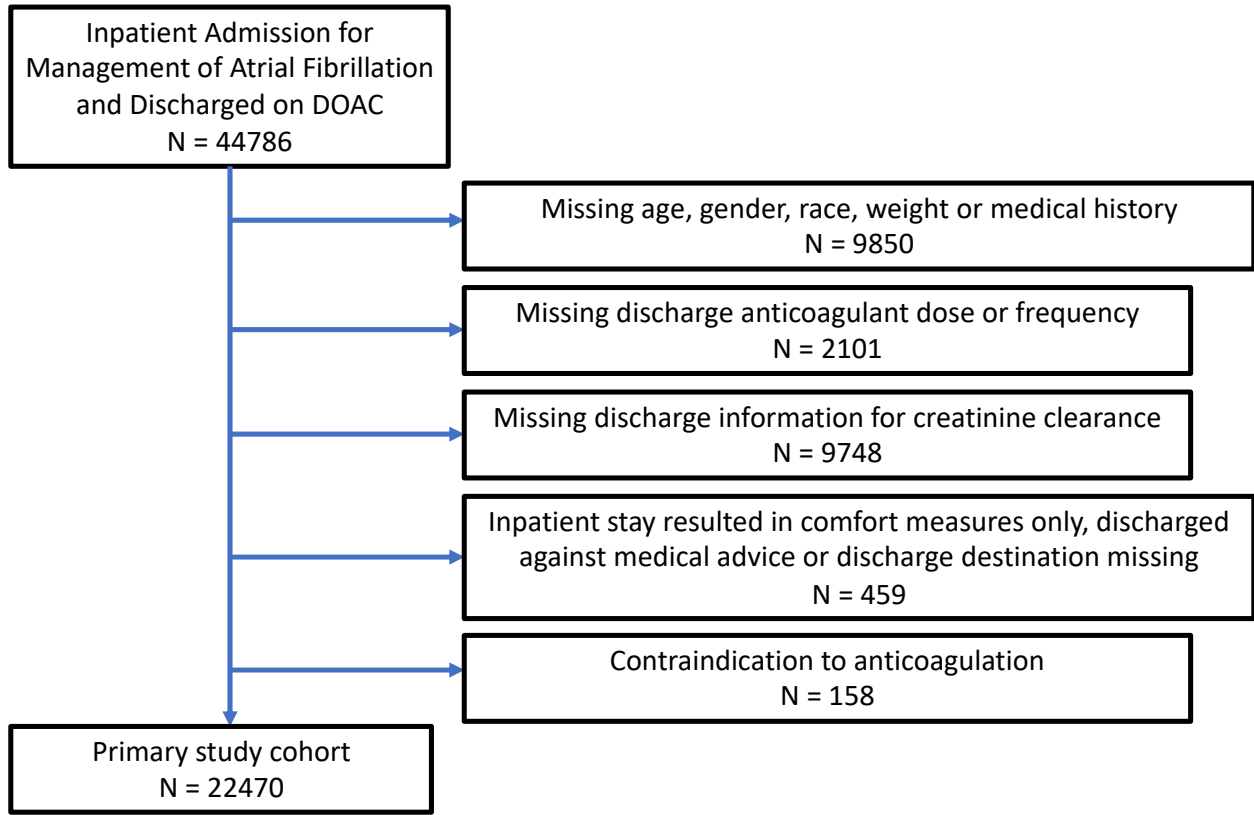 Inpatient Admission for
Management of Atrial Fibrillation
and Discharged on DOAC
N = 44786
Missing age, gender, race, weight or medical history
N = 9850
Missing discharge anticoagulant dose or frequency
N = 2101
Missing discharge information for creatinine clearance
N = 9748
Inpatient stay resulted in comfort measures only, discharged
against medical advice or discharge destination missing
N = 459
Contraindication to anticoagulation
N = 158
Primary study cohort
N = 22470